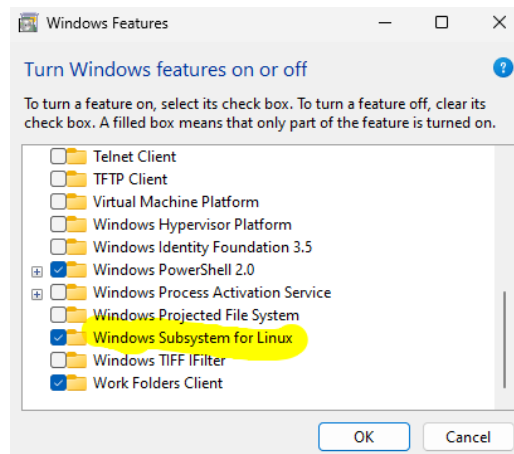 Windows Features
Turn Windows features on or off
?
To turn a feature on, select its check box. To turn a feature off, clear its
check box. A filled box means that only part of the feature is turned on.
Telnet Client
TFTP Client
Virtual Machine Platform
Windows Hypervisor Platform
Windows Identity Foundation 3.5
Windows PowerShell 2.0
Windows Process Activation Service
Windows Projected File System
Windows Subsystem for Linux
Windows TIFF IFilter
Work Folders Client
OK Cancel